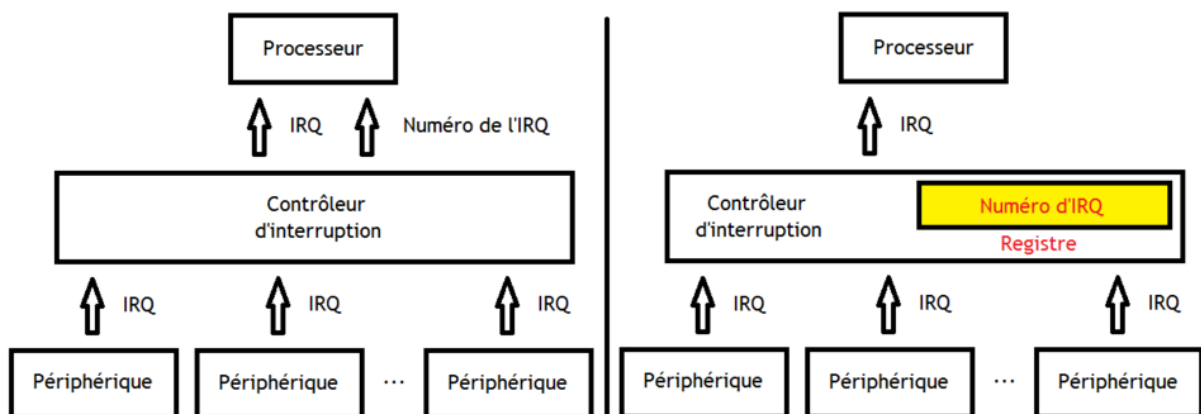 Processeur
IRQ
Numéro de l'IRQ
Contrôleur
d'interruption
IRQ
IRQ
IRQ
Périphérique
Périphérique
...
Périphérique
Processeur
IRQ
Contrôleur
d'interruption
Numéro d'IRQ
Registre
IRQ
IRQ
IRQ
Périphérique
Périphérique
...
Périphérique